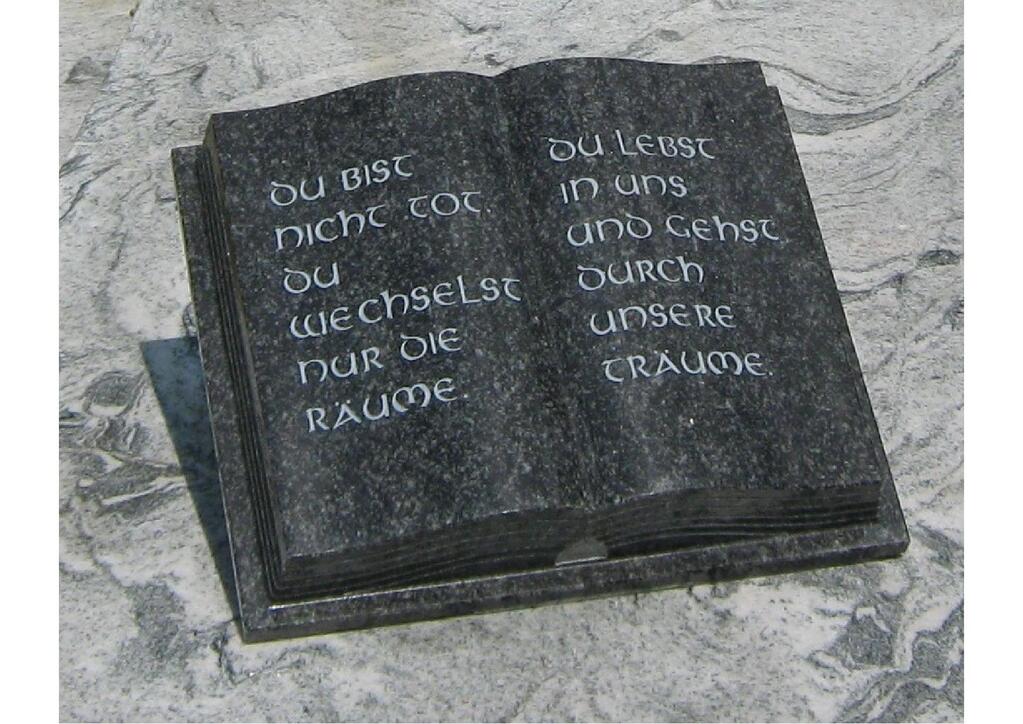 DU BIST
NICHT TOT.
DU
WECHSELST
NUR DIE
RÄUME.
DU LEBST
IN UNS
UND GEHST
DURCH
UNSERE
TRÄUME.